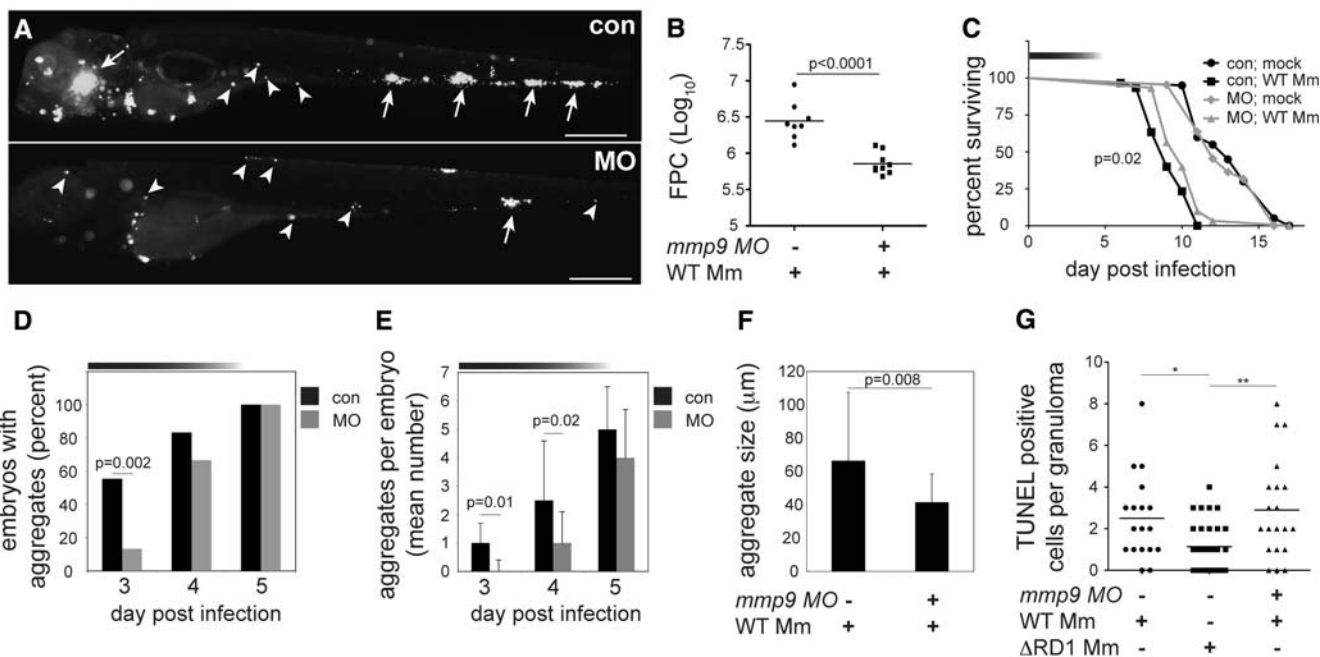 A
con
MO
B
FPC (Log10)
7.5
7
6.5
6
5.5
5
p<0.0001
mmp9 MO - +
WT Mm + +
C
percent surviving
100
75
50
25
0
p=0.02
con; mock
con; WT Mm
MO; mock
MO; WT Mm
0 5 10 15
day post infection
D
embryos with
aggregates (percent)
100
80
60
40
20
0
p=0.002
con
MO
3 4 5
day post infection
E
aggregates per embryo
(mean number)
7
6
5
4
3
2
1
0
p=0.01
p=0.02
con
MO
3 4 5
day post infection
F
aggregate size (μm)
120
100
80
60
40
20
0
p=0.008
mmp9 MO - +
WT Mm + +
G
TUNEL positive
cells per granuloma
10
8
6
4
2
0
*
**
mmp9 MO - - +
WT Mm + - +
ΔRD1 Mm - + -